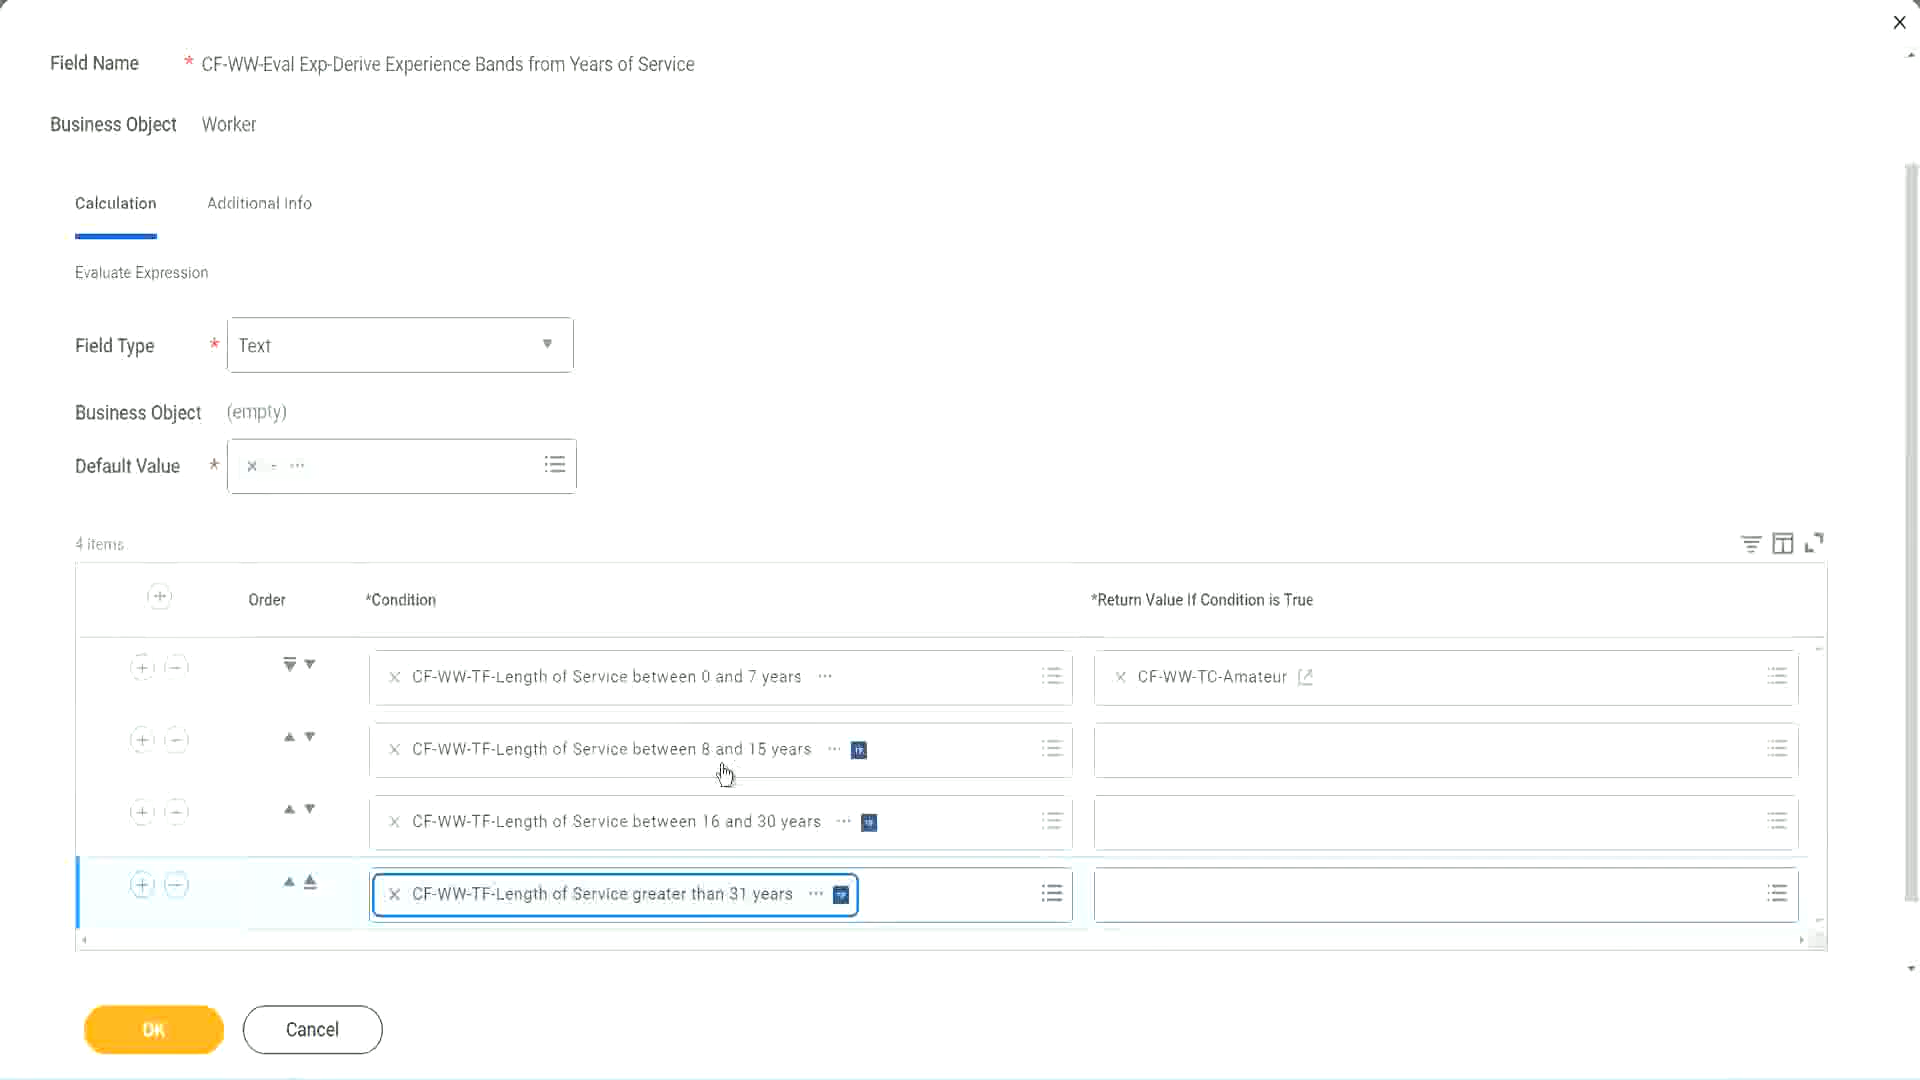 Field Name * CF-WW-Eval Exp-Derive Experience Bands from Years of Service
Business Object Worker
Calculation Additional Info
Evaluate Expression
Field Type * Text
Business Object (empty)
Default Value * × - ...
4 items
Order *Condition *Return Value If Condition is True
× CF-WW-TF-Length of Service between 0 and 7 years ... × CF-WW-TC-Amateur
× CF-WW-TF-Length of Service between 8 and 15 years ...
× CF-WW-TF-Length of Service between 16 and 30 years ...
× CF-WW-TF-Length of Service greater than 31 years ...
OK Cancel